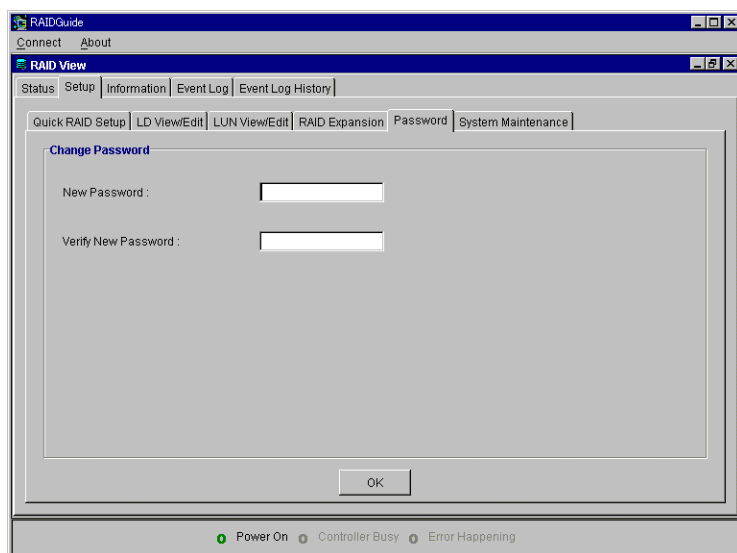 RAIDGuide
Connect About
RAID View
Status Setup Information Event Log Event Log History
Quick RAID Setup LD View/Edit LUN View/Edit RAID Expansion Password System Maintenance
Change Password
New Password :
Verify New Password :
OK
Power On Controller Busy Error Happening